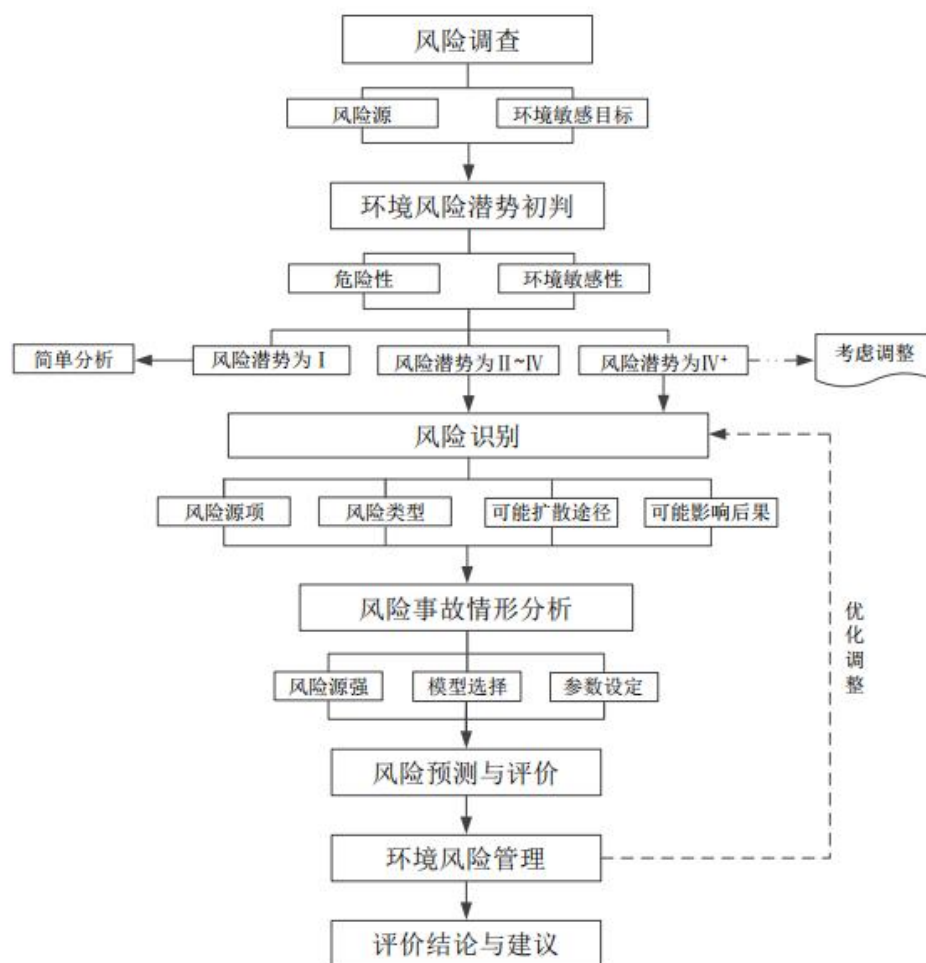 风险调查
风险源
环境敏感目标
环境风险潜势初判
危险性
环境敏感性
简单分析
风险潜势为Ⅰ
风险潜势为Ⅱ~Ⅳ
风险潜势为Ⅳ⁺
考虑调整
风险识别
风险源项
风险类型
可能扩散途径
可能影响后果
风险事故情形分析
优化调整
风险源强
模型选择
参数设定
风险预测与评价
环境风险管理
评价结论与建议